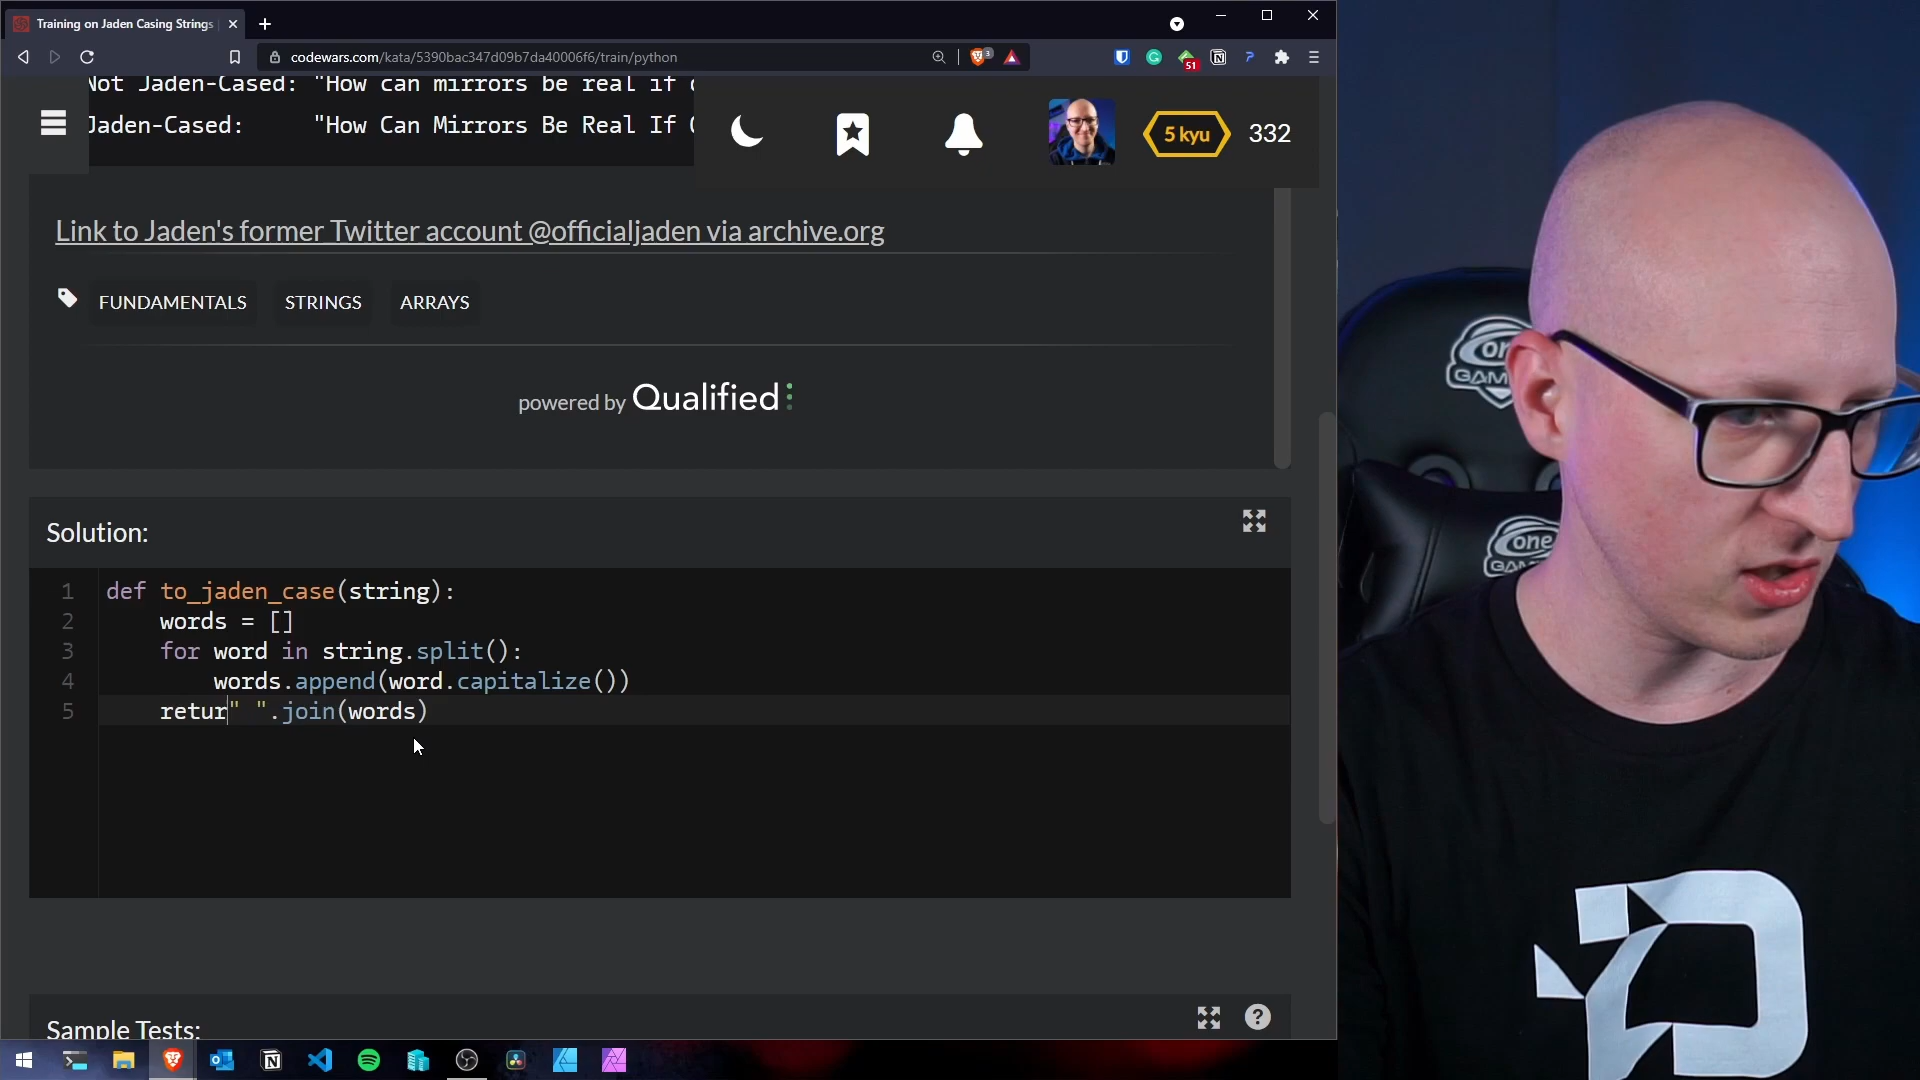 Training on Jaden Casing Strings
codewars.com/kata/5390bac347d09b7da40006f6/train/python
3
51
Not Jaden-Cased: "How can mirrors be real if
Jaden-Cased: "How Can Mirrors Be Real If
5 kyu
332
Link to Jaden's former Twitter account @officialjaden via archive.org
FUNDAMENTALS
STRINGS
ARRAYS
powered by Qualified
Solution:
1 def to_jaden_case(string):
2 words = []
3 for word in string.split():
4 words.append(word.capitalize())
5 retur" ".join(words)
Sample Tests:
?
one